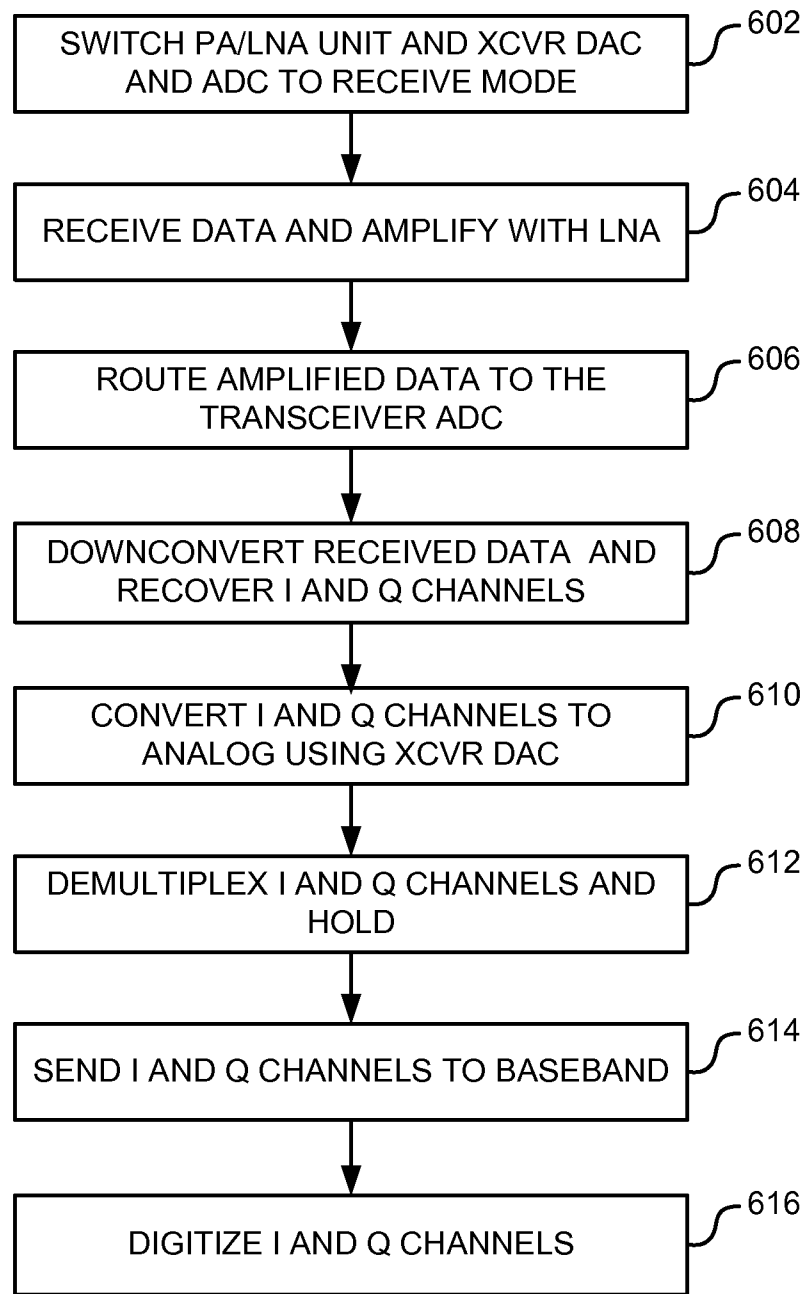 602
SWITCH PA/LNA UNIT AND XCVR DAC
AND ADC TO RECEIVE MODE
604
RECEIVE DATA AND AMPLIFY WITH LNA
606
ROUTE AMPLIFIED DATA TO THE
TRANSCEIVER ADC
608
DOWNCONVERT RECEIVED DATA AND
RECOVER I AND Q CHANNELS
610
CONVERT I AND Q CHANNELS TO
ANALOG USING XCVR DAC
612
DEMULTIPLEX I AND Q CHANNELS AND
HOLD
614
SEND I AND Q CHANNELS TO BASEBAND
616
DIGITIZE I AND Q CHANNELS